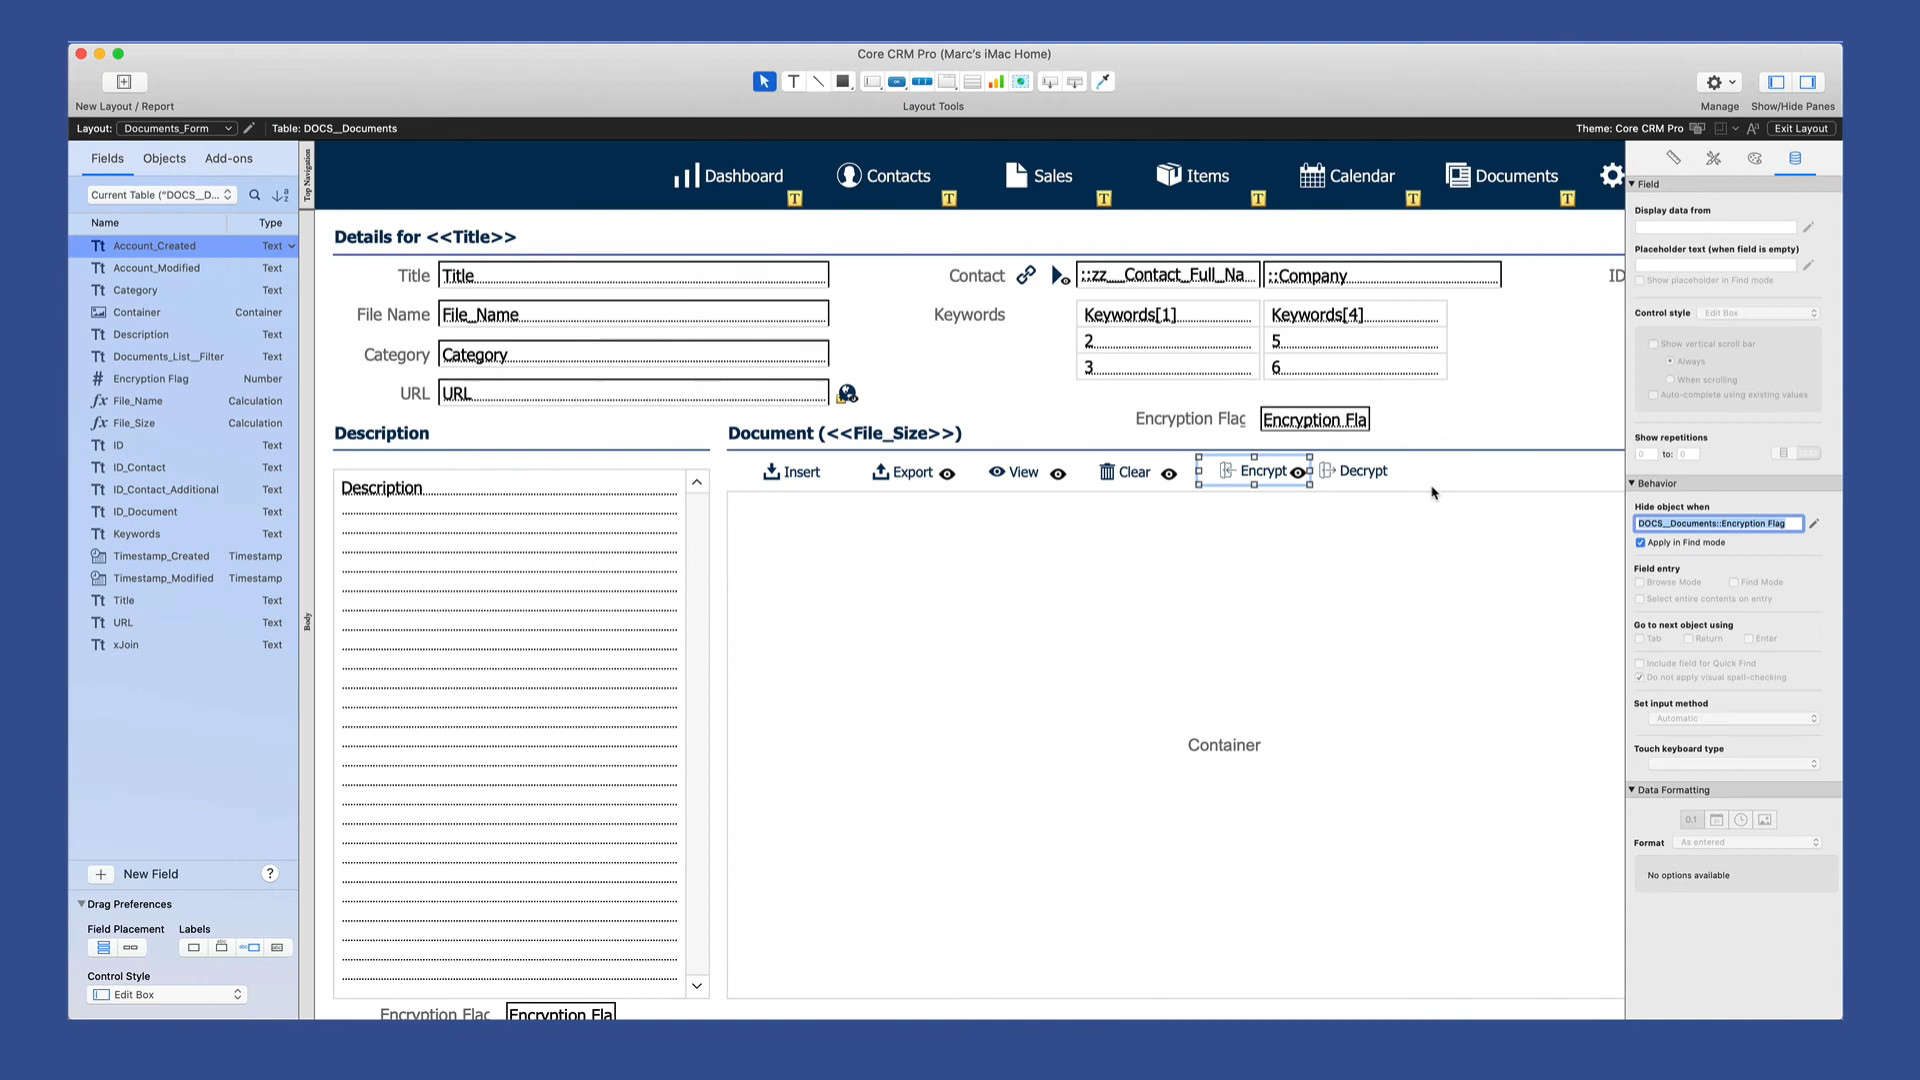 Core CRM Pro (Marc's iMac Home)
New Layout / Report
Layout Tools
Manage
Show/Hide Panes
Layout: Documents_Form
Table: DOCS__Documents
Theme: Core CRM Pro
Exit Layout
Fields
Objects
Add-ons
Current Table ("DOCS__D...
Name
Type
Account_Created Text
Account_Modified Text
Category Text
Container Container
Description Text
Documents_List__Filter Text
Encryption Flag Number
File_Name Calculation
File_Size Calculation
ID Text
ID_Contact Text
ID_Contact_Additional Text
ID_Document Text
Keywords Text
Timestamp_Created Timestamp
Timestamp_Modified Timestamp
Title Text
URL Text
xJoin Text
New Field
?
Drag Preferences
Field Placement
Labels
Control Style
Edit Box
Top Navigation
Body
Dashboard
Contacts
Sales
Items
Calendar
Documents
T T T T T T
Details for <<Title>>
Title Title
File Name File_Name
Category Category
URL URL
Contact ::zz__Contact_Full_Na... ::Company
ID
Keywords Keywords[1] Keywords[4]
2 5
3 6
Encryption Flag Encryption Fla
Description
Document (<<File_Size>>)
Insert
Export
View
Clear
Encrypt
Decrypt
Description
Container
Encryption Flag Encryption Fla
Field
Display data from
Placeholder text (when field is empty)
Show placeholder in Find mode
Control style Edit Box
Show vertical scroll bar
Always
When scrolling
Auto-complete using existing values
Show repetitions
0 to: 0
Behavior
Hide object when
DOCS__Documents::Encryption Flag
Apply in Find mode
Field entry
Browse Mode Find Mode
Select entire contents on entry
Go to next object using
Tab Return Enter
Include field for Quick Find
Do not apply visual spell-checking
Set input method
Automatic
Touch keyboard type
Data Formatting
0.1
Format As entered
No options available